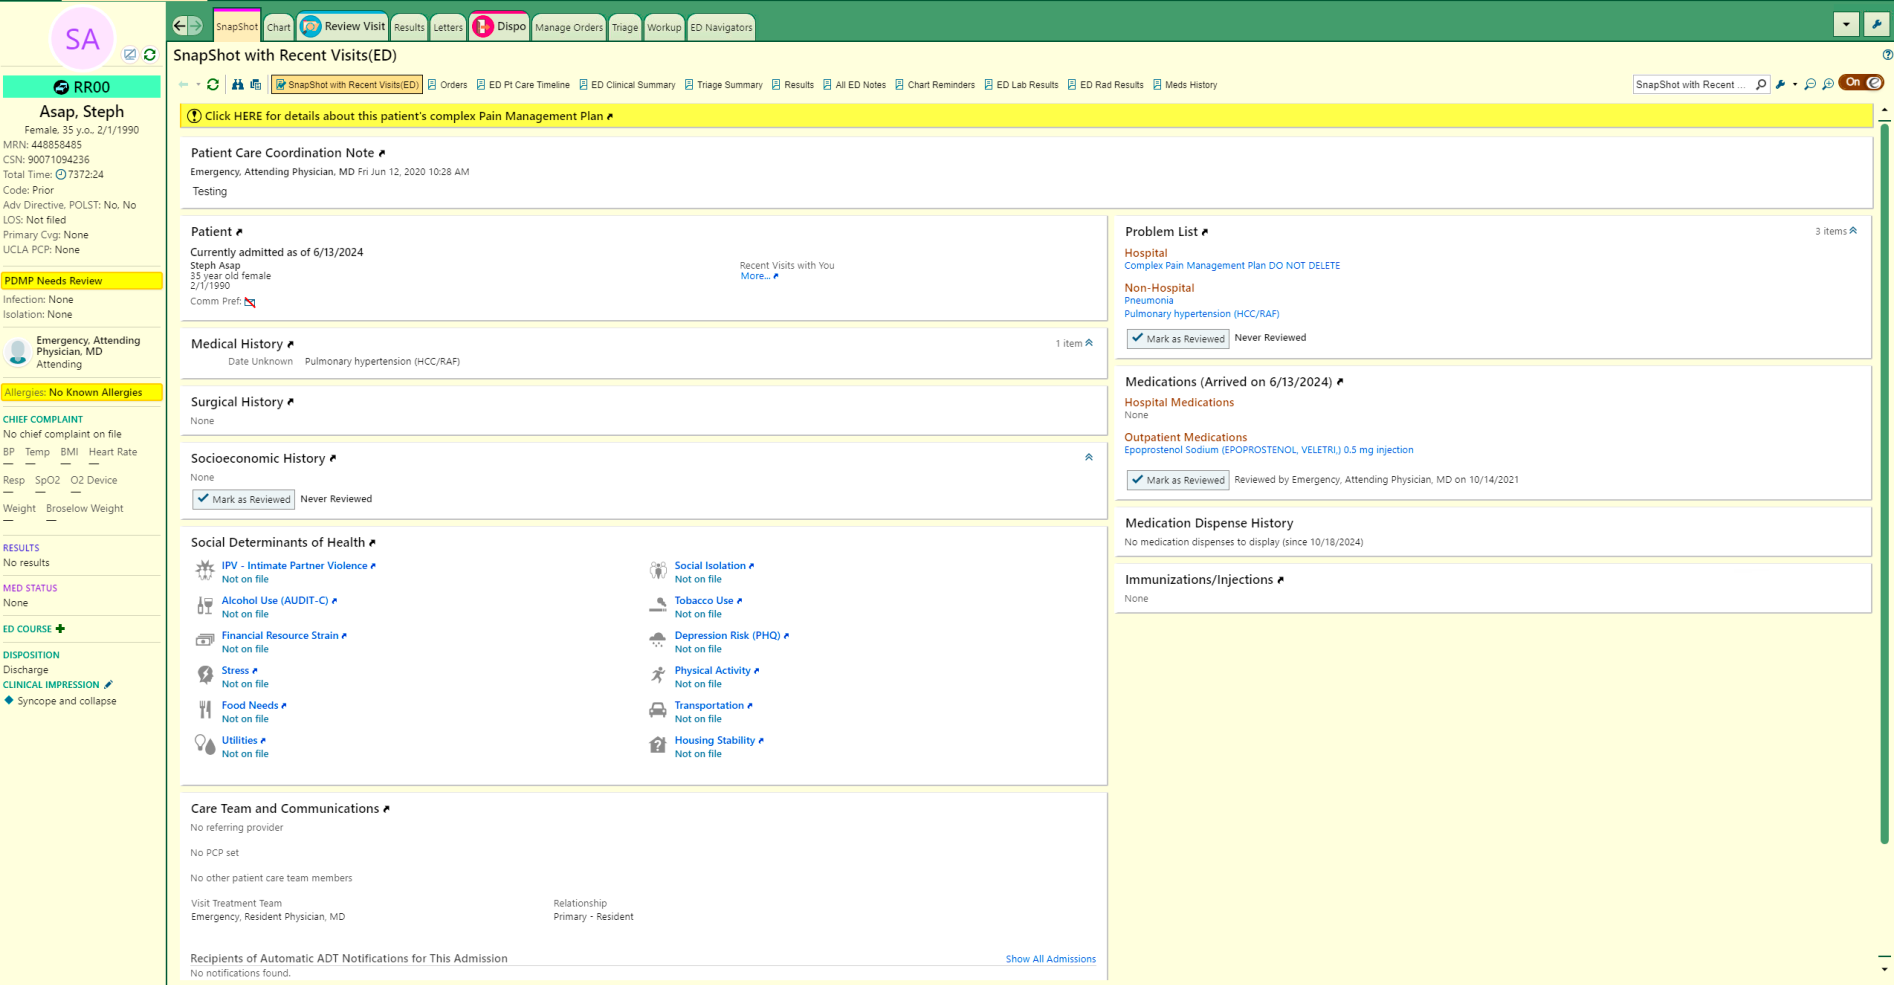 SA
RR00
Asap, Steph
Female, 35 y.o., 2/1/1990
MRN: 448858485
CSN: 90071094236
Total Time: 7372:24
Code: Prior
Adv Directive, POLST: No, No
LOS: Not filed
Primary Cvg: None
UCLA PCP: None
PDMP Needs Review
Infection: None
Isolation: None
Emergency, Attending
Physician, MD
Attending
Allergies: No Known Allergies
CHIEF COMPLAINT
No chief complaint on file
BP Temp BMI Heart Rate
— — — —
Resp SpO2 O2 Device
— — —
Weight Broselow Weight
— —
RESULTS
No results
MED STATUS
None
ED COURSE
DISPOSITION
Discharge
CLINICAL IMPRESSION
Syncope and collapse
SnapShot Chart Review Visit Results Letters Dispo Manage Orders Triage Workup ED Navigators
SnapShot with Recent Visits(ED)
SnapShot with Recent Visits(ED) Orders ED Pt Care Timeline ED Clinical Summary Triage Summary Results All ED Notes Chart Reminders ED Lab Results ED Rad Results Meds History
SnapShot with Recent ... On
Click HERE for details about this patient's complex Pain Management Plan
Patient Care Coordination Note
Emergency, Attending Physician, MD Fri Jun 12, 2020 10:28 AM
Testing
Patient
Currently admitted as of 6/13/2024
Steph Asap
35 year old female
2/1/1990
Comm Pref:
Recent Visits with You
More...
Medical History
1 item
Date Unknown Pulmonary hypertension (HCC/RAF)
Surgical History
None
Socioeconomic History
None
Mark as Reviewed Never Reviewed
Social Determinants of Health
IPV - Intimate Partner Violence
Not on file
Social Isolation
Not on file
Alcohol Use (AUDIT-C)
Not on file
Tobacco Use
Not on file
Financial Resource Strain
Not on file
Depression Risk (PHQ)
Not on file
Stress
Not on file
Physical Activity
Not on file
Food Needs
Not on file
Transportation
Not on file
Utilities
Not on file
Housing Stability
Not on file
Care Team and Communications
No referring provider
No PCP set
No other patient care team members
Visit Treatment Team Relationship
Emergency, Resident Physician, MD Primary - Resident
Recipients of Automatic ADT Notifications for This Admission Show All Admissions
No notifications found.
Problem List
3 items
Hospital
Complex Pain Management Plan DO NOT DELETE
Non-Hospital
Pneumonia
Pulmonary hypertension (HCC/RAF)
Mark as Reviewed Never Reviewed
Medications (Arrived on 6/13/2024)
Hospital Medications
None
Outpatient Medications
Epoprostenol Sodium (EPOPROSTENOL, VELETRI,) 0.5 mg injection
Mark as Reviewed Reviewed by Emergency, Attending Physician, MD on 10/14/2021
Medication Dispense History
No medication dispenses to display (since 10/18/2024)
Immunizations/Injections
None